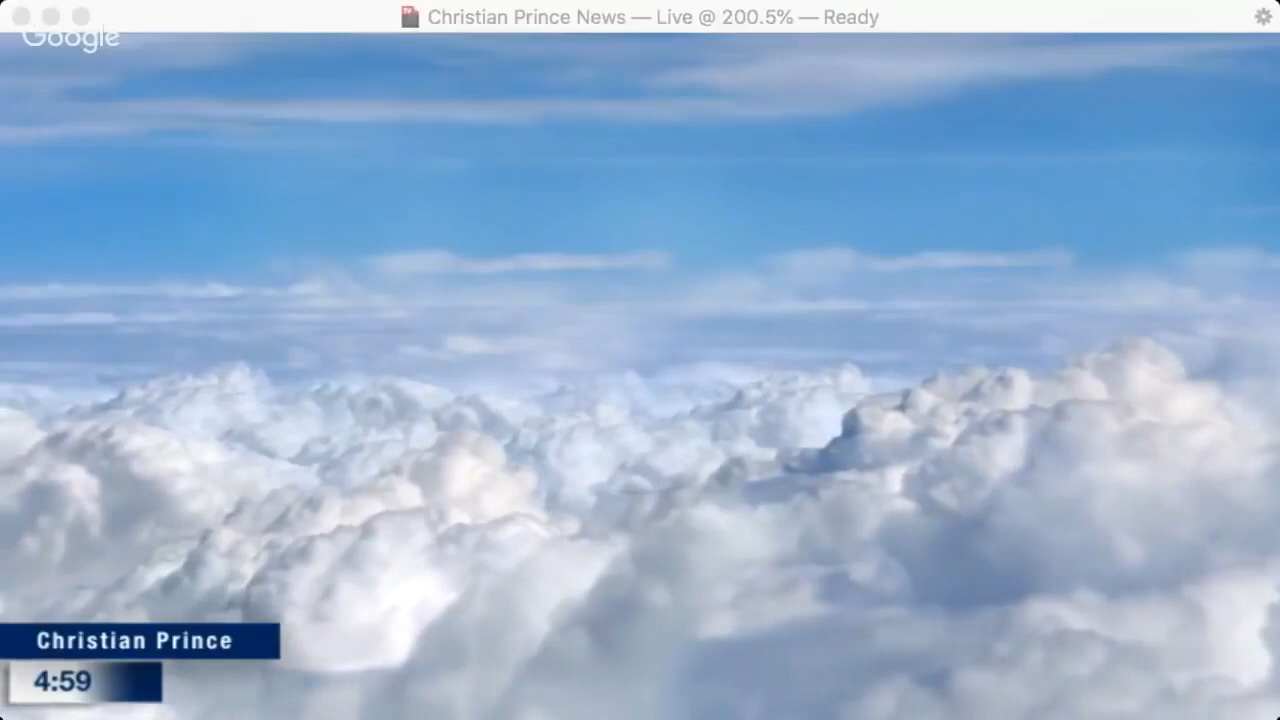 Christian Prince News — Live @ 200.5% — Ready
Google
Christian Prince
4:59